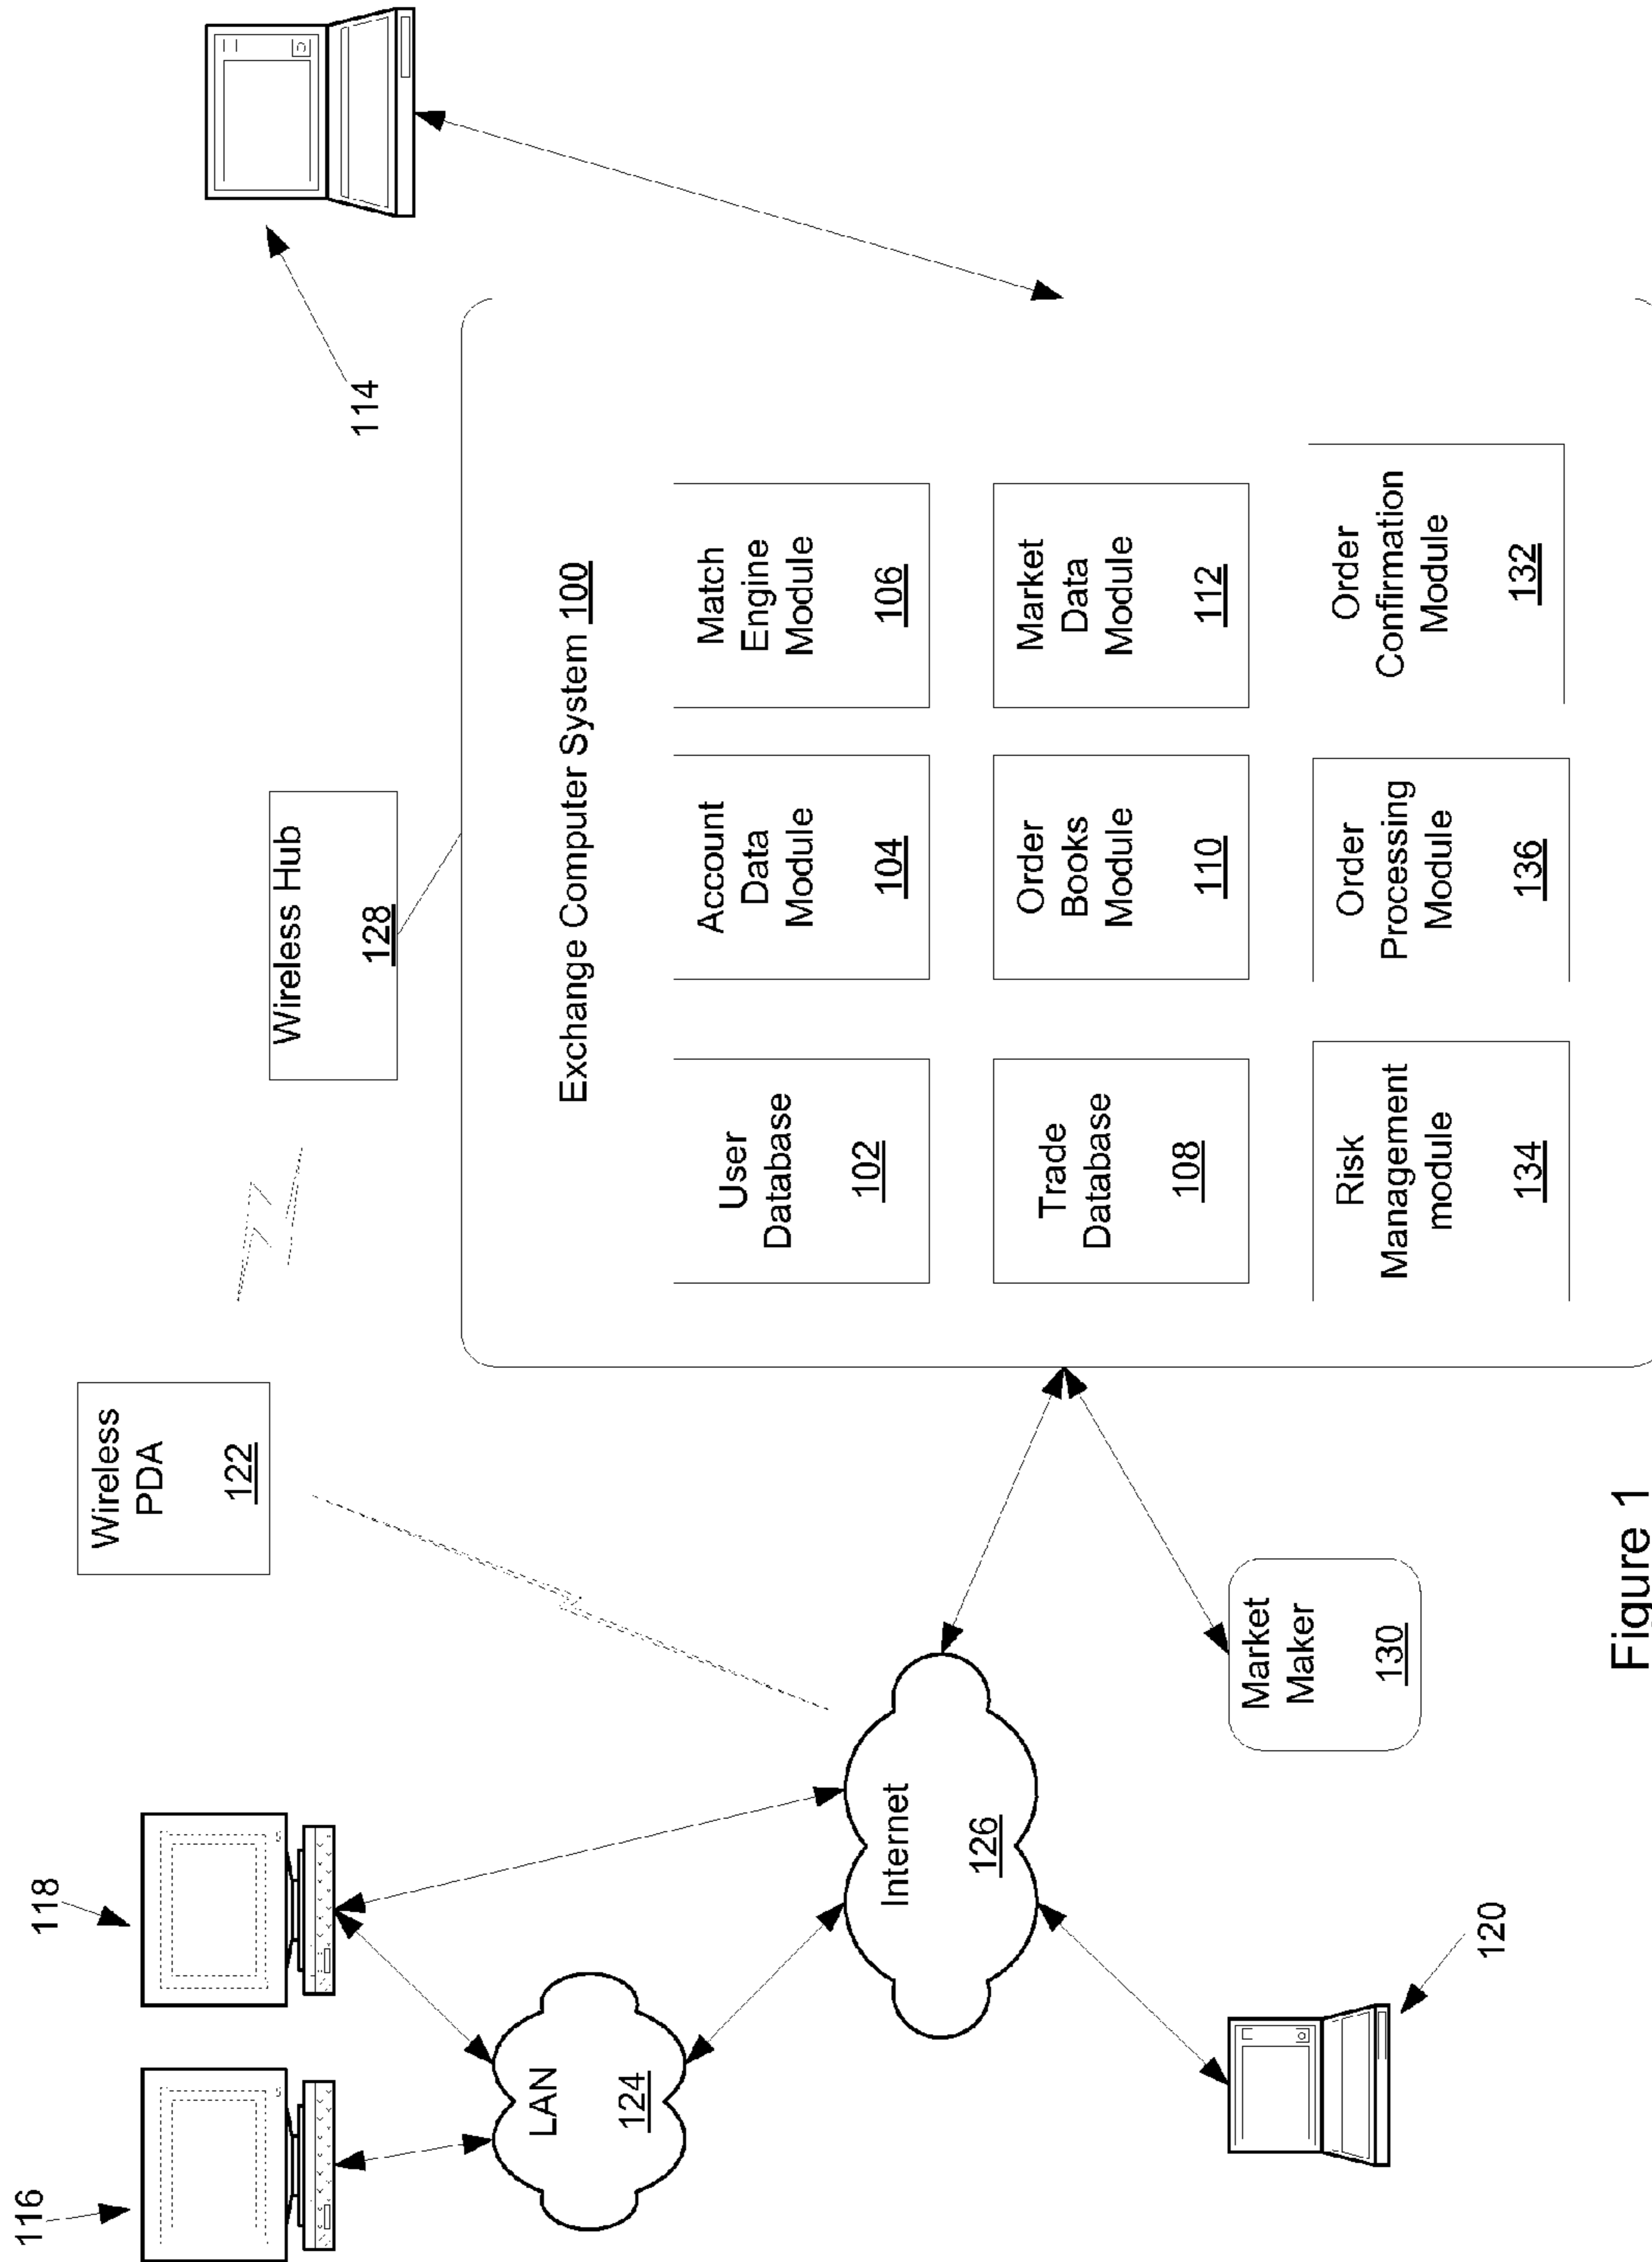 116
118
Wireless
PDA
122
Wireless Hub
128
114
LAN
124
Internet
126
120
Market
Maker
130
Exchange Computer System 100
User
Database
102
Account
Data
Module
104
Match
Engine
Module
106
Trade
Database
108
Order
Books
Module
110
Market
Data
Module
112
Risk
Management
module
134
Order
Processing
Module
136
Order
Confirmation
Module
132
Figure 1